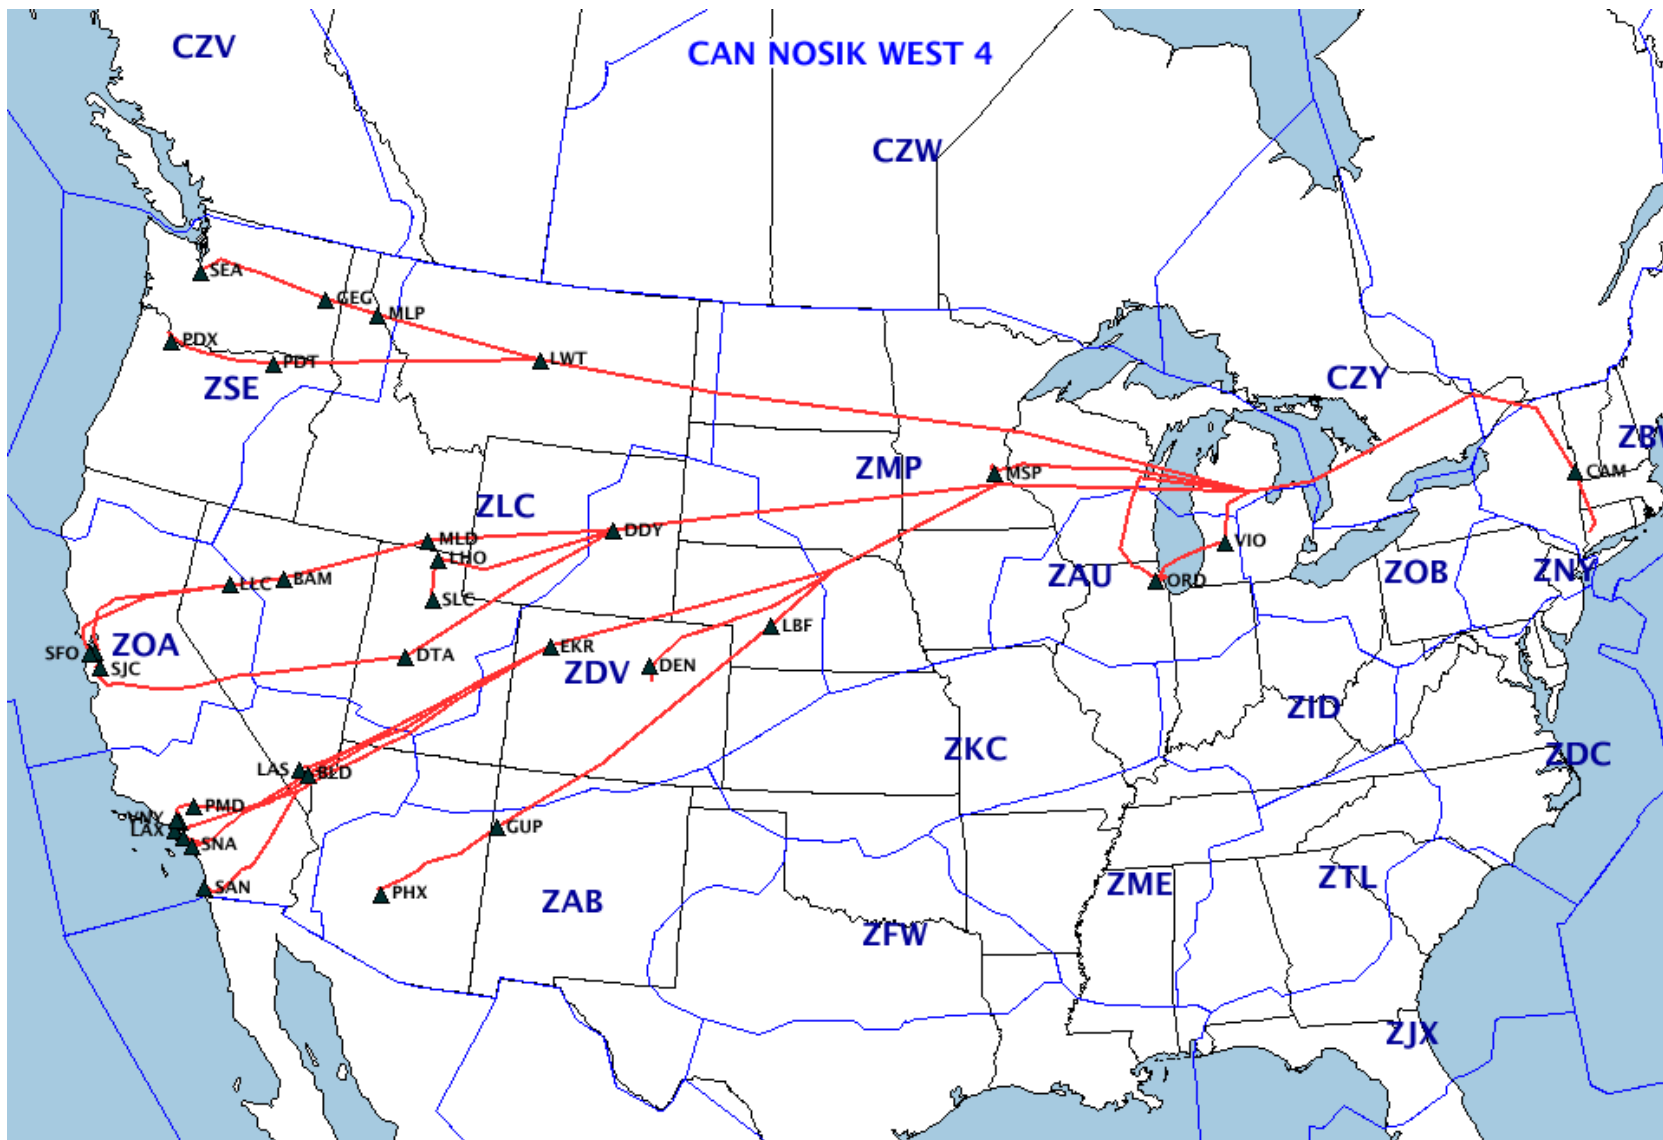 CZV
CAN NOSIK WEST 4
CZW
SEA
GEG
MLP
PDX
PDT
LWT
ZSE
CZY
ZMP
MSP
CAM
ZLC
DDY
MLD
LHO
VIO
LLC
BAM
SLC
ZAU
ORD
ZOB
ZNY
SFO
ZOA
SJC
DTA
EKR
ZDV
DEN
LBF
ZID
ZKC
ZDC
LAS
BLD
PMD
VNY
LAX
SNA
GUP
SAN
PHX
ZAB
ZFW
ZME
ZTL
ZJX